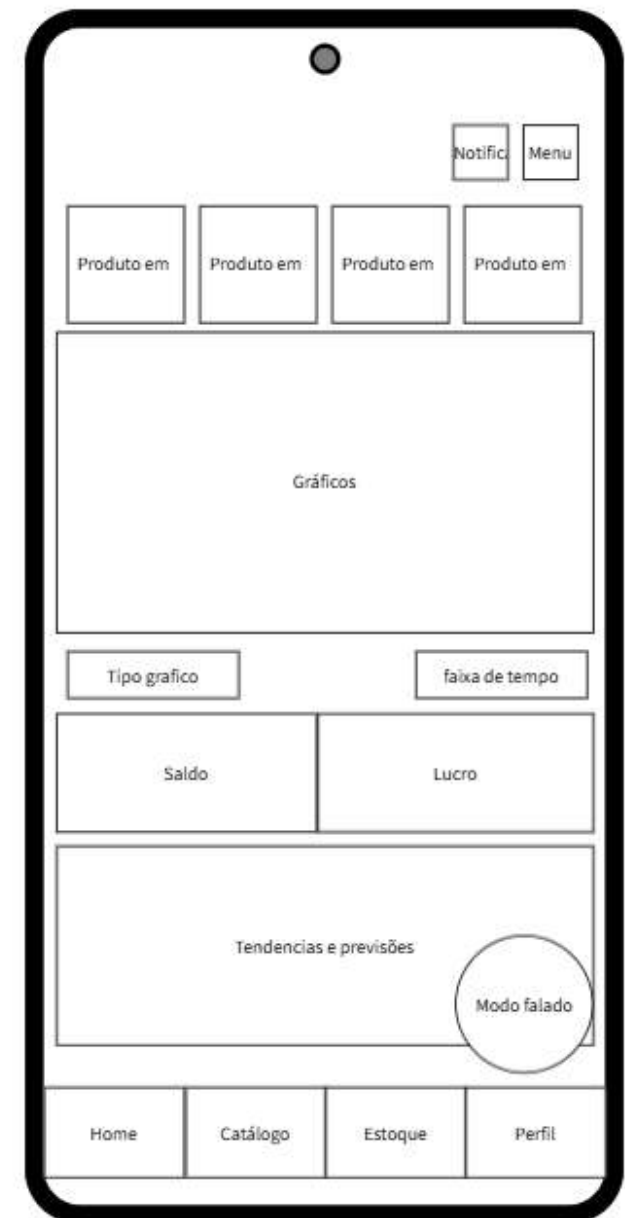 Notific
Menu
Produto em
Produto em
Produto em
Produto em
Gráficos
Tipo grafico
faixa de tempo
Saldo
Lucro
Tendencias e previsões
Modo falado
Home
Catálogo
Estoque
Perfil